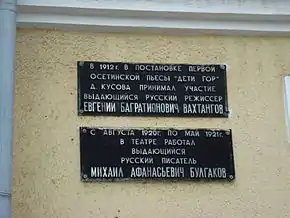 В 1912 г. В ПОСТАНОВКЕ ПЕРВОЙ
ОСЕТИНСКОЙ ПЬЕСЫ "ДЕТИ ГОР"
Д. КУСОВА ПРИНИМАЛ УЧАСТИЕ
ВЫДАЮЩИЙСЯ РУССКИЙ РЕЖИССЕР
ЕВГЕНИЙ БАГРАТИОНОВИЧ ВАХТАНГОВ
С АВГУСТА 1920г. ПО МАЙ 1921г.
В ТЕАТРЕ РАБОТАЛ
ВЫДАЮЩИЙСЯ
РУССКИЙ ПИСАТЕЛЬ
МИХАИЛ АФАНАСЬЕВИЧ БУЛГАКОВ